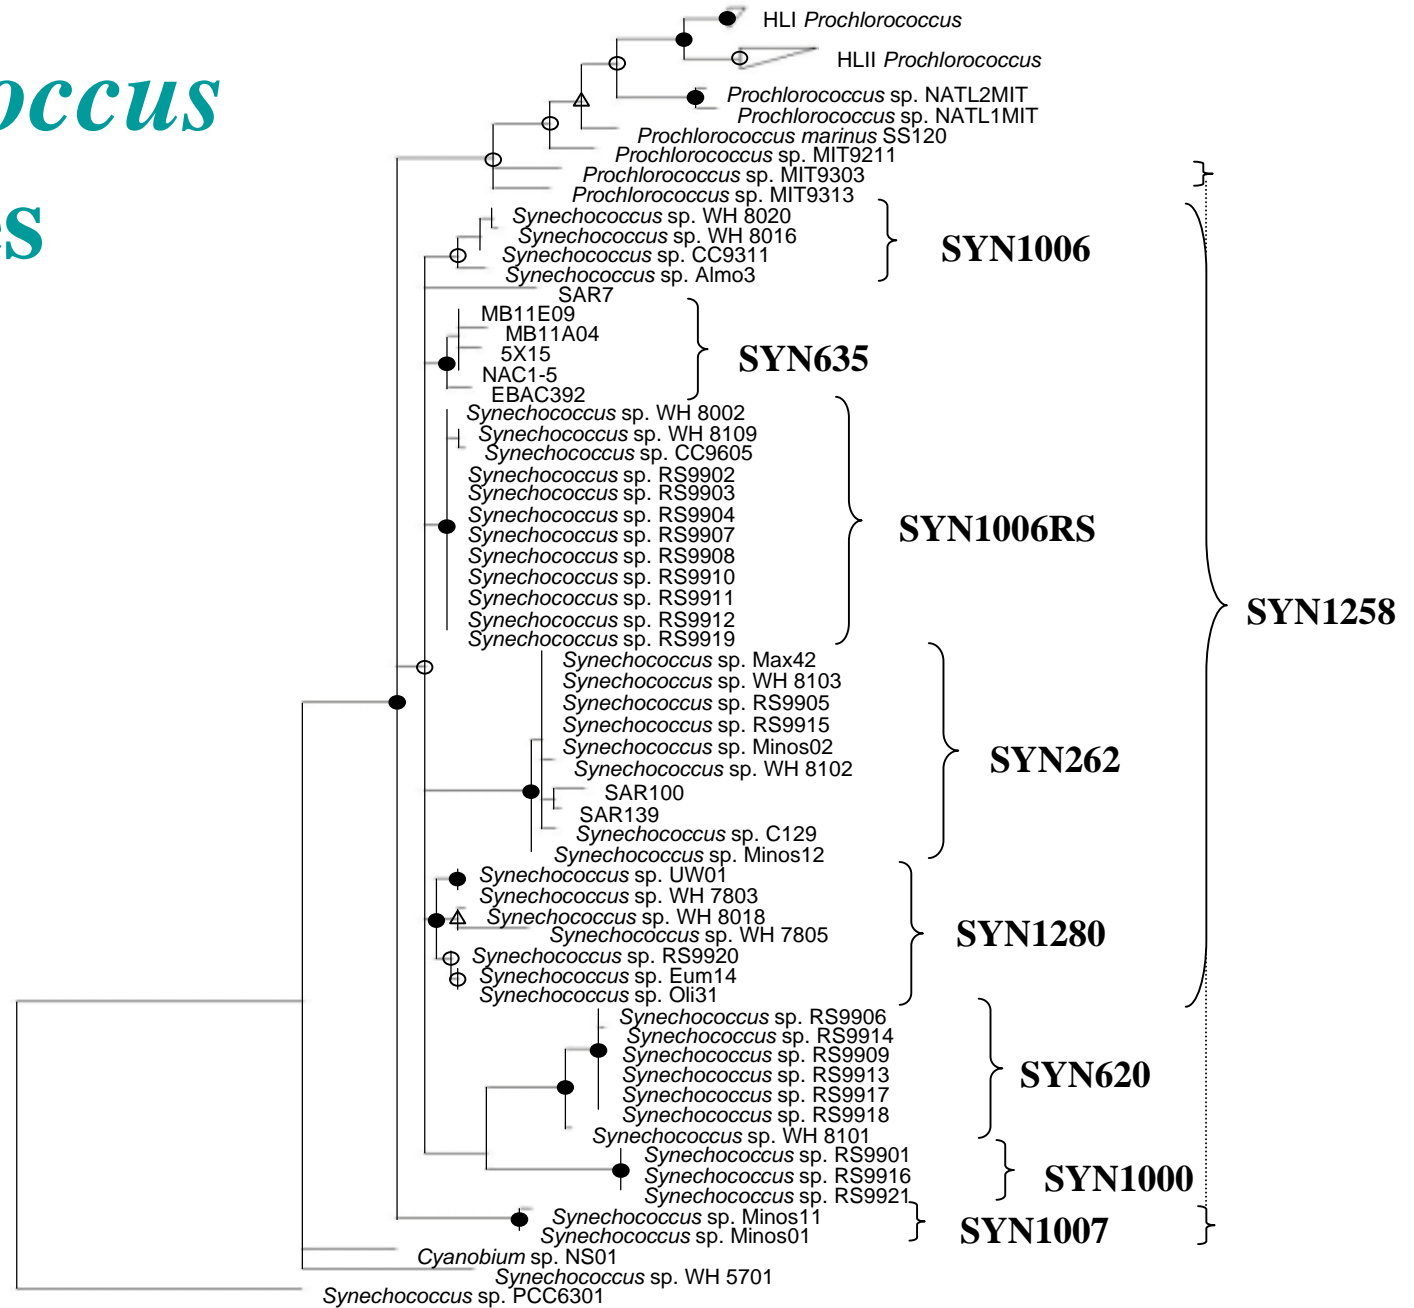 HLI Prochlorococcus
HLII Prochlorococcus
occus
Prochlorococcus sp. NATL2MIT
Prochlorococcus sp. NATL1MIT
Prochlorococcus marinus SS120
Prochlorococcus sp. MIT9211
Prochlorococcus sp. MIT9303
Prochlorococcus sp. MIT9313
es
Synechococcus sp. WH 8020
Synechococcus sp. WH 8016
Synechococcus sp. CC9311
Synechococcus sp. Almo3
SYN1006
SAR7
MB11E09
MB11A04
5X15
NAC1-5
EBAC392
SYN635
Synechococcus sp. WH 8002
Synechococcus sp. WH 8109
Synechococcus sp. CC9605
Synechococcus sp. RS9902
Synechococcus sp. RS9903
Synechococcus sp. RS9904
Synechococcus sp. RS9907
Synechococcus sp. RS9908
Synechococcus sp. RS9910
Synechococcus sp. RS9911
Synechococcus sp. RS9912
Synechococcus sp. RS9919
SYN1006RS
SYN1258
Synechococcus sp. Max42
Synechococcus sp. WH 8103
Synechococcus sp. RS9905
Synechococcus sp. RS9915
Synechococcus sp. Minos02
Synechococcus sp. WH 8102
SAR100
SAR139
Synechococcus sp. C129
Synechococcus sp. Minos12
SYN262
Synechococcus sp. UW01
Synechococcus sp. WH 7803
Synechococcus sp. WH 8018
Synechococcus sp. WH 7805
Synechococcus sp. RS9920
Synechococcus sp. Eum14
Synechococcus sp. Oli31
SYN1280
Synechococcus sp. RS9906
Synechococcus sp. RS9914
Synechococcus sp. RS9909
Synechococcus sp. RS9913
Synechococcus sp. RS9917
Synechococcus sp. RS9918
Synechococcus sp. WH 8101
SYN620
Synechococcus sp. RS9901
Synechococcus sp. RS9916
Synechococcus sp. RS9921
SYN1000
Synechococcus sp. Minos11
Synechococcus sp. Minos01
SYN1007
Cyanobium sp. NS01
Synechococcus sp. WH 5701
Synechococcus sp. PCC6301